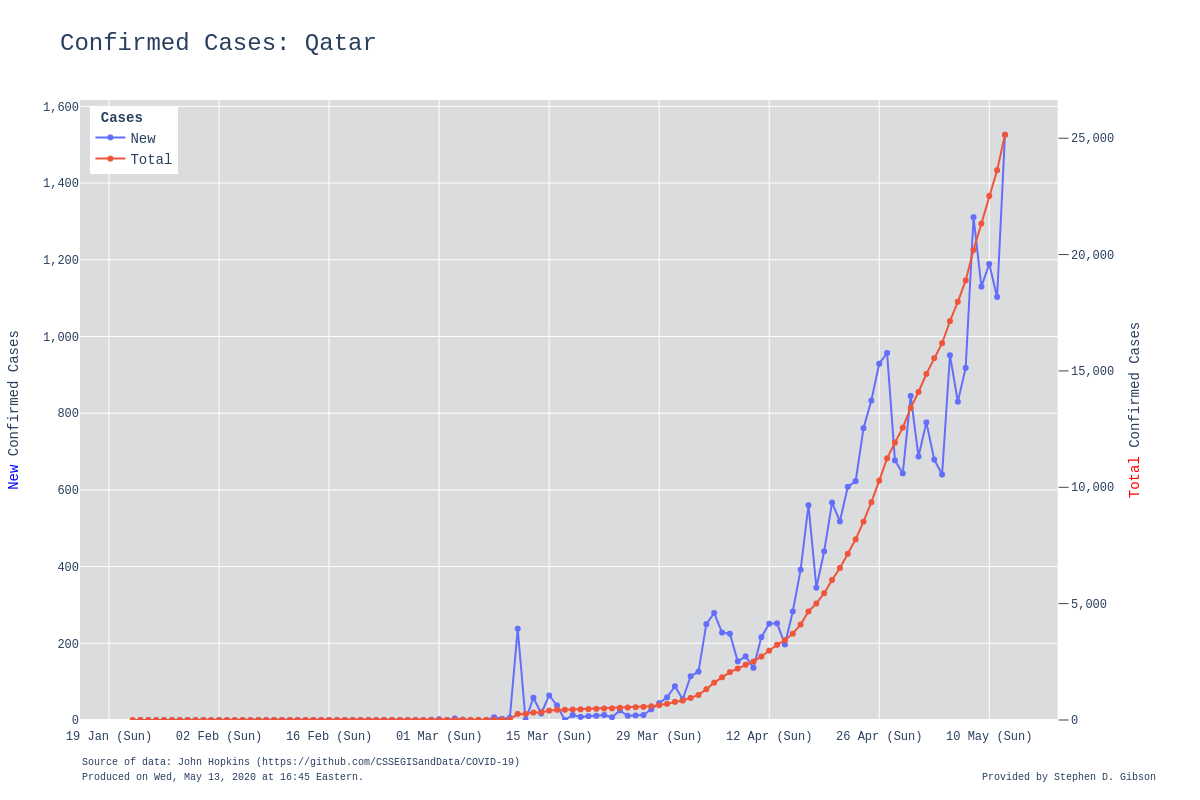 Confirmed Cases: Qatar
Cases
New
Total
1,600
1,400
1,200
1,000
800
600
400
200
0
New Confirmed Cases
25,000
20,000
15,000
10,000
5,000
0
Total Confirmed Cases
19 Jan (Sun) 02 Feb (Sun) 16 Feb (Sun) 01 Mar (Sun) 15 Mar (Sun) 29 Mar (Sun) 12 Apr (Sun) 26 Apr (Sun) 10 May (Sun)
Source of data: John Hopkins (https://github.com/CSSEGISandData/COVID-19)
Produced on Wed, May 13, 2020 at 16:45 Eastern.
Provided by Stephen D. Gibson